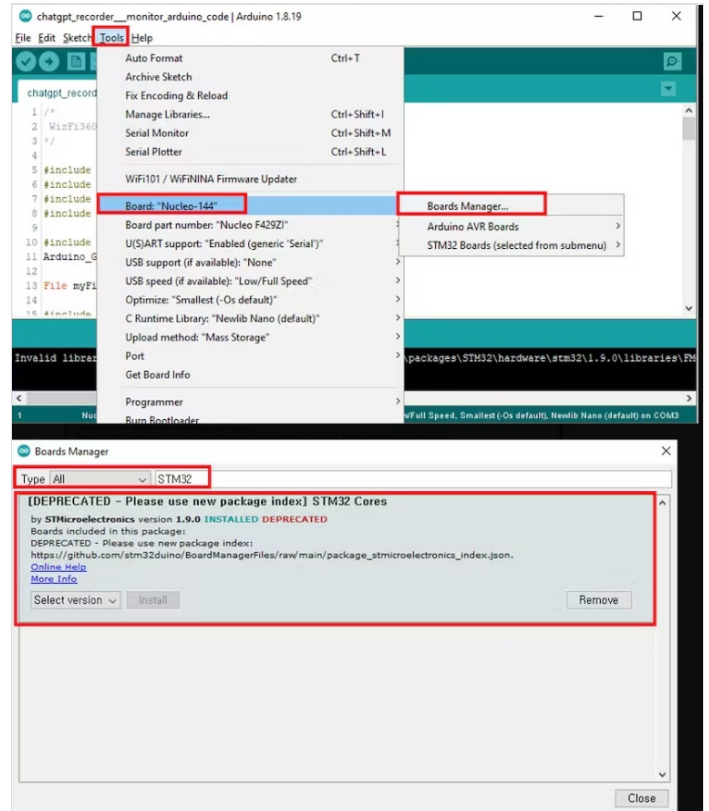 chatgpt_recorder__monitor_arduino_code | Arduino 1.8.19
File Edit Sketch Tools Help
Auto Format Ctrl+T
Archive Sketch
chatgpt_record
Fix Encoding & Reload
1 /*
Manage Libraries... Ctrl+Shift+I
2 WizFi360
Serial Monitor Ctrl+Shift+M
3 */
Serial Plotter Ctrl+Shift+L
4
5 #include
WiFi101 / WiFiNINA Firmware Updater
6 #include
7 #include
Board: "Nucleo-144" Boards Manager...
8 #include
Board part number: "Nucleo F429ZI" Arduino AVR Boards
9
10 #include
U(S)ART support: "Enabled (generic 'Serial')" STM32 Boards (selected from submenu)
11 Arduino_G
USB support (if available): "None"
12
USB speed (if available): "Low/Full Speed"
13 File myFi
Optimize: "Smallest (-Os default)"
14
C Runtime Library: "Newlib Nano (default)"
15 #include
Upload method: "Mass Storage"
Port
Invalid librar \packages\STM32\hardware\stm32\1.9.0\libraries\FM
Get Board Info
Programmer
Burn Bootloader
1 Nuc w/Full Speed, Smallest (-Os default), Newlib Nano (default) on COM3
Boards Manager
Type All STM32
[DEPRECATED - Please use new package index] STM32 Cores
by STMicroelectronics version 1.9.0 INSTALLED DEPRECATED
Boards included in this package:
DEPRECATED - Please use new package index:
https://github.com/stm32duino/BoardManagerFiles/raw/main/package_stmicroelectronics_index.json.
Online Help
More Info
Select version Install Remove
Close